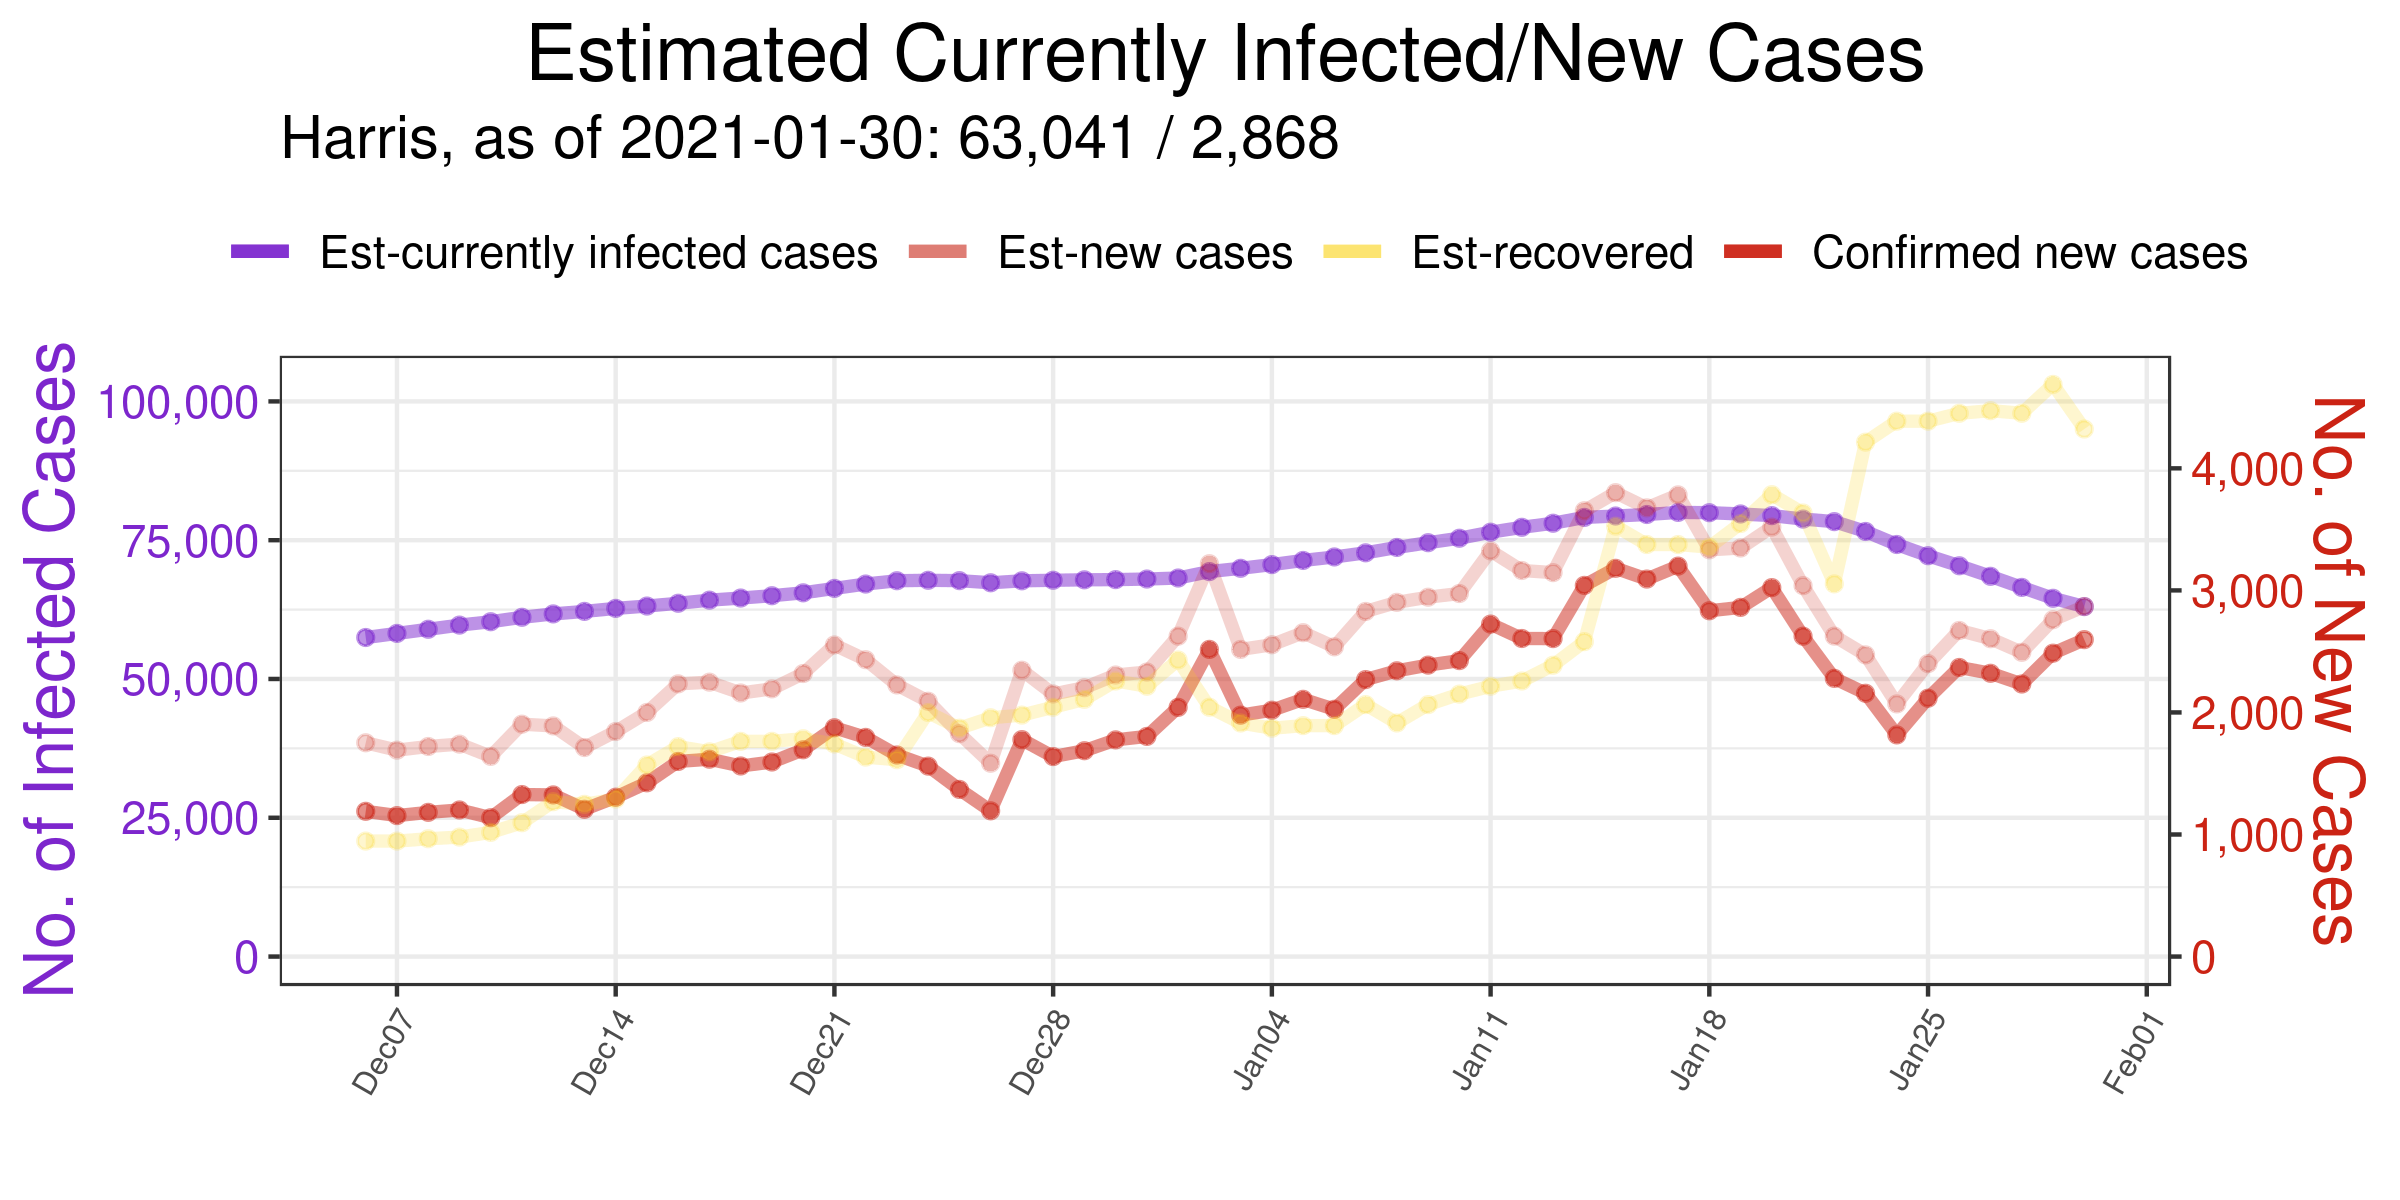 Estimated Currently Infected/New Cases
Harris, as of 2021-01-30: 63,041 / 2,868
Est-currently infected cases Est-new cases Est-recovered Confirmed new cases
No. of Infected Cases
100,000
75,000
50,000
25,000
0
4,000
3,000
2,000
1,000
0
No. of New Cases
Dec07 Dec14 Dec21 Dec28 Jan04 Jan11 Jan18 Jan25 Feb01